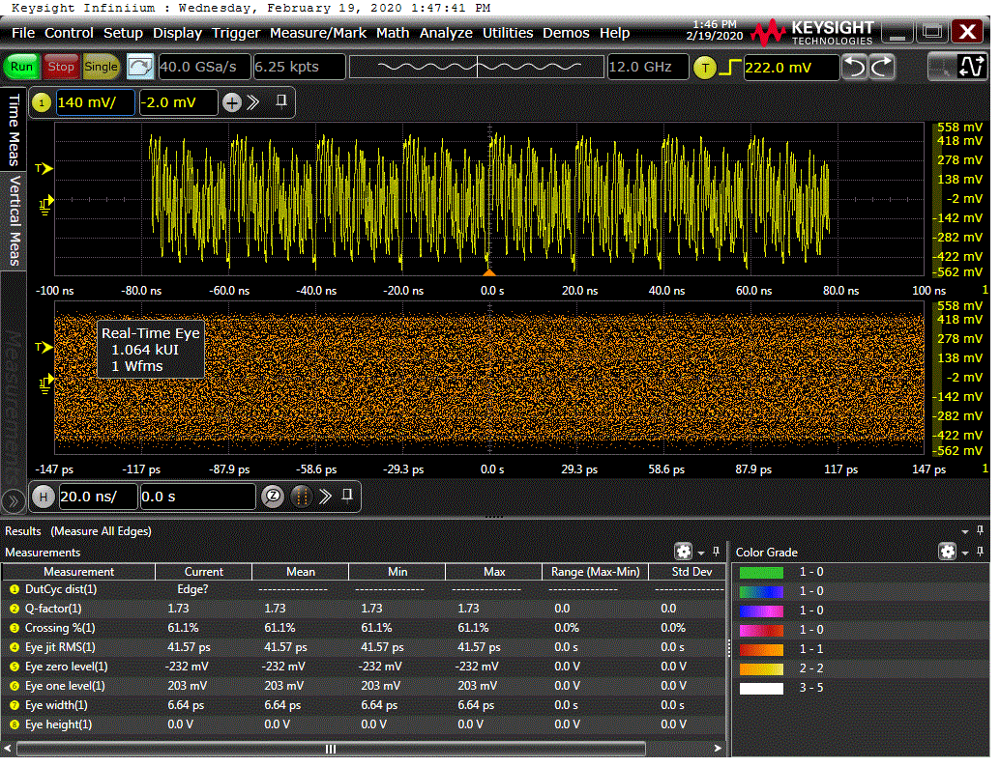 Keysight Infiniium : Wednesday, February 19, 2020 1:47:41 PM
File Control Setup Display Trigger Measure/Mark Math Analyze Utilities Demos Help
1:46 PM
2/19/2020
KEYSIGHT
TECHNOLOGIES
Run Stop Single 40.0 GSa/s 6.25 kpts 12.0 GHz T 222.0 mV
1 140 mV/ -2.0 mV
Time Meas
Vertical Meas
Measurements
T
558 mV
418 mV
278 mV
138 mV
-2 mV
-142 mV
-282 mV
-422 mV
-562 mV
-100 ns -80.0 ns -60.0 ns -40.0 ns -20.0 ns 0.0 s 20.0 ns 40.0 ns 60.0 ns 80.0 ns 100 ns 1
Real-Time Eye
1.064 kUI
1 Wfms
T
558 mV
418 mV
278 mV
138 mV
-2 mV
-142 mV
-282 mV
-422 mV
-562 mV
-147 ps -117 ps -87.9 ps -58.6 ps -29.3 ps 0.0 s 29.3 ps 58.6 ps 87.9 ps 117 ps 147 ps 1
H 20.0 ns/ 0.0 s
Results (Measure All Edges)
Measurements
Measurement Current Mean Min Max Range (Max-Min) Std Dev
1 DutCyc dist(1) Edge? --------------- --------------- --------------- --------------- ---------------
2 Q-factor(1) 1.73 1.73 1.73 1.73 0.0 0.0
3 Crossing %(1) 61.1% 61.1% 61.1% 61.1% 0.0% 0.0%
4 Eye jit RMS(1) 41.57 ps 41.57 ps 41.57 ps 41.57 ps 0.0 s 0.0 s
5 Eye zero level(1) -232 mV -232 mV -232 mV -232 mV 0.0 V 0.0 V
6 Eye one level(1) 203 mV 203 mV 203 mV 203 mV 0.0 V 0.0 V
7 Eye width(1) 6.64 ps 6.64 ps 6.64 ps 6.64 ps 0.0 s 0.0 s
8 Eye height(1) 0.0 V 0.0 V 0.0 V 0.0 V 0.0 V 0.0 V
Color Grade
1 - 0
1 - 0
1 - 0
1 - 0
1 - 1
2 - 2
3 - 5